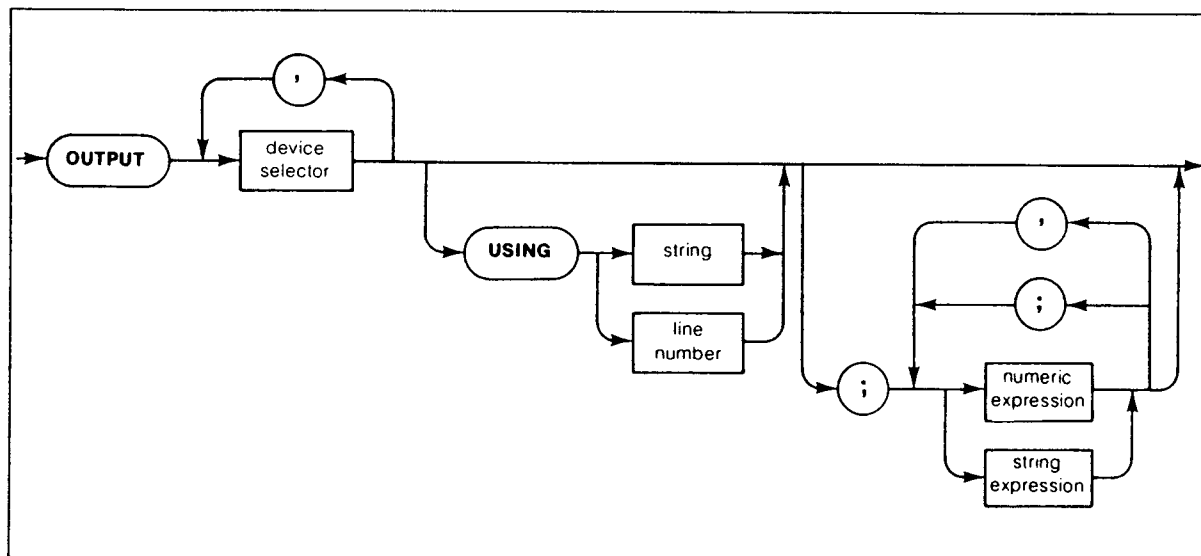 ,
OUTPUT
device
selector
USING
string
line
number
,
;
;
numeric
expression
string
expression